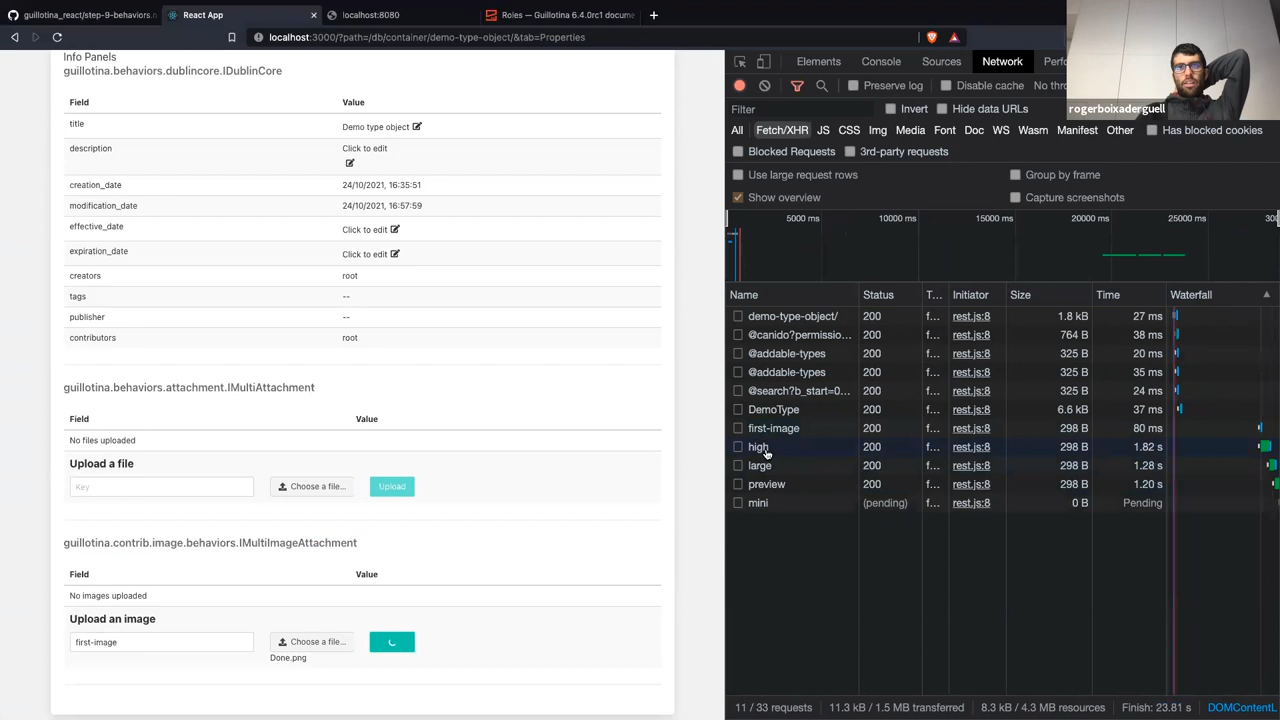 guillotina_react/step-9-behaviors.n
React App
localhost:8080
Roles — Guillotina 6.4.0rc1 docume
localhost:3000/?path=/db/container/demo-type-object/&tab=Properties
Info Panels
guillotina.behaviors.dublincore.IDublinCore
Field Value
title Demo type object
description Click to edit
creation_date 24/10/2021, 16:35:51
modification_date 24/10/2021, 16:57:59
effective_date Click to edit
expiration_date Click to edit
creators root
tags --
publisher --
contributors root
guillotina.behaviors.attachment.IMultiAttachment
Field Value
No files uploaded
Upload a file
Key Choose a file... Upload
guillotina.contrib.image.behaviors.IMultiImageAttachment
Field Value
No images uploaded
Upload an image
first-image Choose a file...
Done.png
Elements Console Sources Network Perf
Preserve log Disable cache No thro
rogerboixaderguell
Filter Invert Hide data URLs
All Fetch/XHR JS CSS Img Media Font Doc WS Wasm Manifest Other Has blocked cookies
Blocked Requests 3rd-party requests
Use large request rows Group by frame
Show overview Capture screenshots
5000 ms 10000 ms 15000 ms 20000 ms 25000 ms 300
Name Status T... Initiator Size Time Waterfall
demo-type-object/ 200 f... rest.js:8 1.8 kB 27 ms
@canido?permissio... 200 f... rest.js:8 764 B 38 ms
@addable-types 200 f... rest.js:8 325 B 20 ms
@addable-types 200 f... rest.js:8 325 B 35 ms
@search?b_start=0... 200 f... rest.js:8 391 B 24 ms
DemoType 200 f... rest.js:8 6.6 kB 37 ms
first-image 200 f... rest.js:8 298 B 80 ms
high 200 f... rest.js:8 298 B 1.82 s
large 200 f... rest.js:8 298 B 1.28 s
preview 200 f... rest.js:8 298 B 1.20 s
mini (pending) f... rest.js:8 0 B Pending
11 / 33 requests 11.3 kB / 1.5 MB transferred 8.3 kB / 4.3 MB resources Finish: 23.81 s DOMContentL